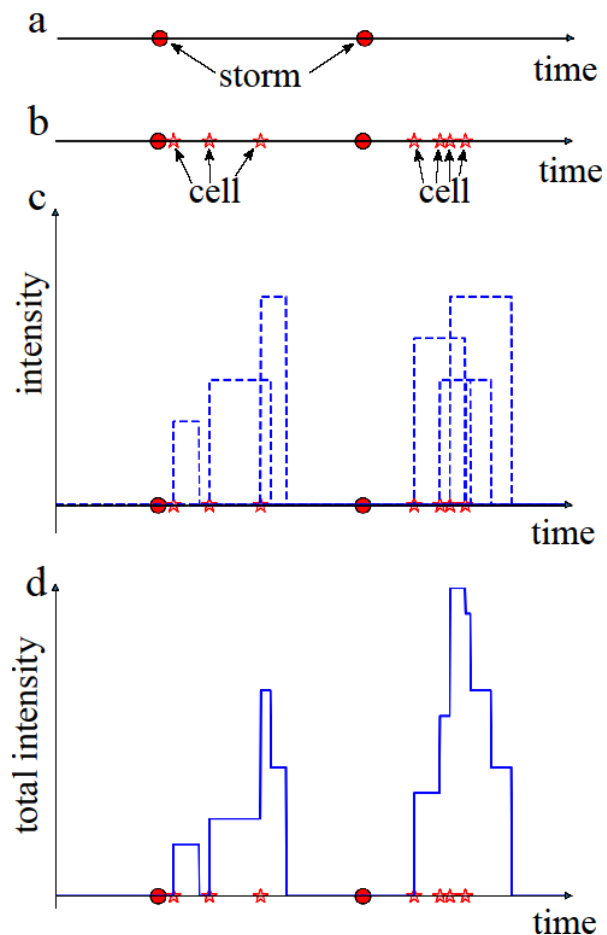 a
time
storm
b
time
cell
cell
c
intensity
time
d
total intensity
time